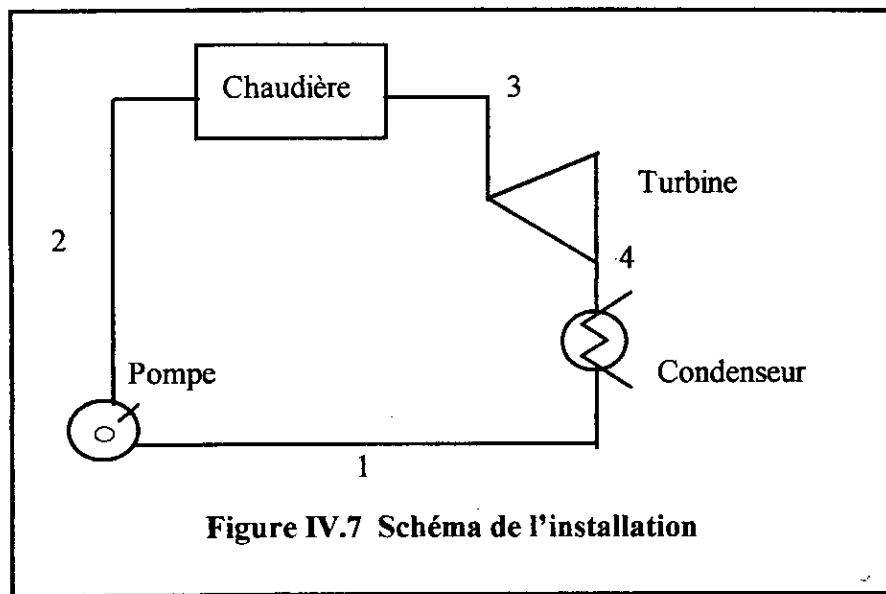 Chaudière
3
Turbine
2
4
Pompe
Condenseur
1
Figure IV.7 Schéma de l'installation